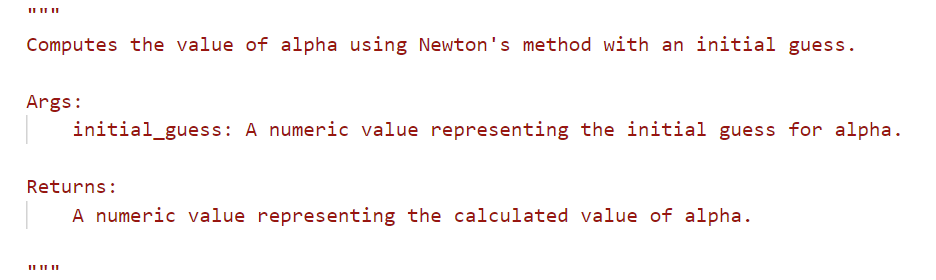 """
Computes the value of alpha using Newton's method with an initial guess.
Args:
initial_guess: A numeric value representing the initial guess for alpha.
Returns:
A numeric value representing the calculated value of alpha.
"""